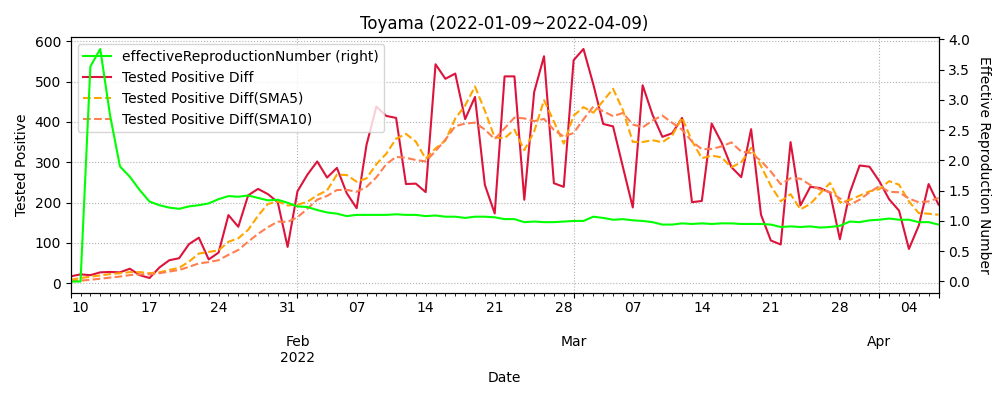 Toyama (2022-01-09~2022-04-09)
effectiveReproductionNumber (right)
Tested Positive Diff
Tested Positive Diff(SMA5)
Tested Positive Diff(SMA10)
Tested Positive
600
500
400
300
200
100
0
4.0
3.5
3.0
2.5
2.0
1.5
1.0
0.5
0.0
Effective Reproduction Number
10 17 24 31 07 14 21 28 07 14 21 28 04
Feb Mar Apr
2022
Date